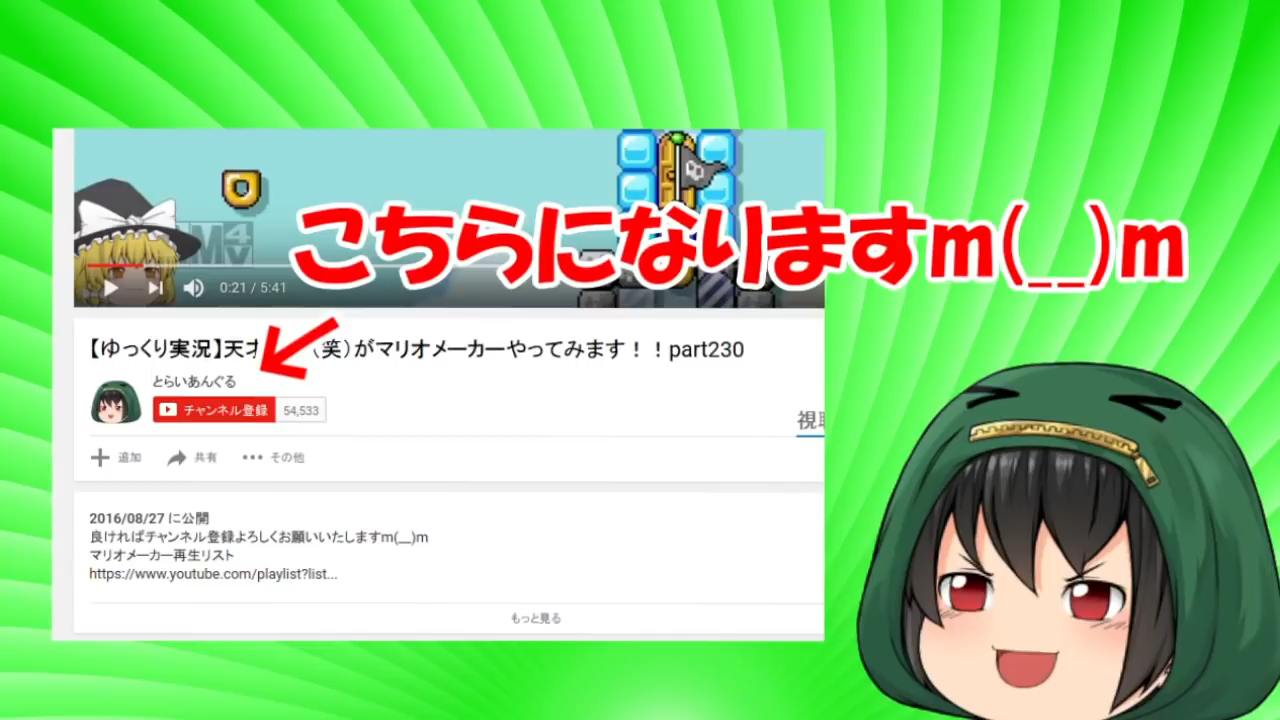 こちらになりますm(__)m
0:21 / 5:41
【ゆっくり実況】天才 （笑）がマリオメーカーやってみます！！part230
とらいあんぐる
チャンネル登録 54,533
視聴
追加 共有 その他
2016/08/27 に公開
良ければチャンネル登録よろしくお願いいたしますm(__)m
マリオメーカー再生リスト
https://www.youtube.com/playlist?list...
もっと見る